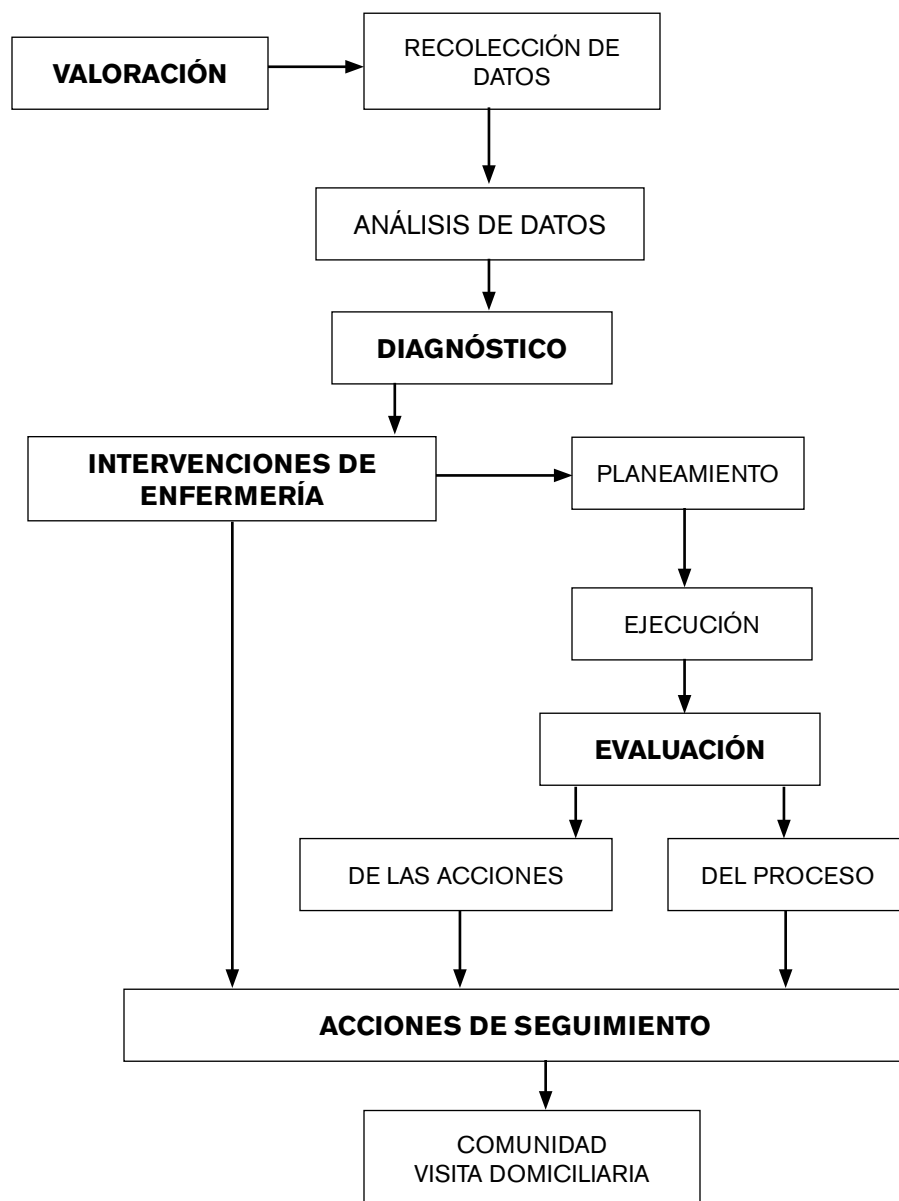 VALORACIÓN
RECOLECCIÓN DE
DATOS
ANÁLISIS DE DATOS
DIAGNÓSTICO
INTERVENCIONES DE
ENFERMERÍA
PLANEAMIENTO
EJECUCIÓN
EVALUACIÓN
DE LAS ACCIONES
DEL PROCESO
ACCIONES DE SEGUIMIENTO
COMUNIDAD
VISITA DOMICILIARIA